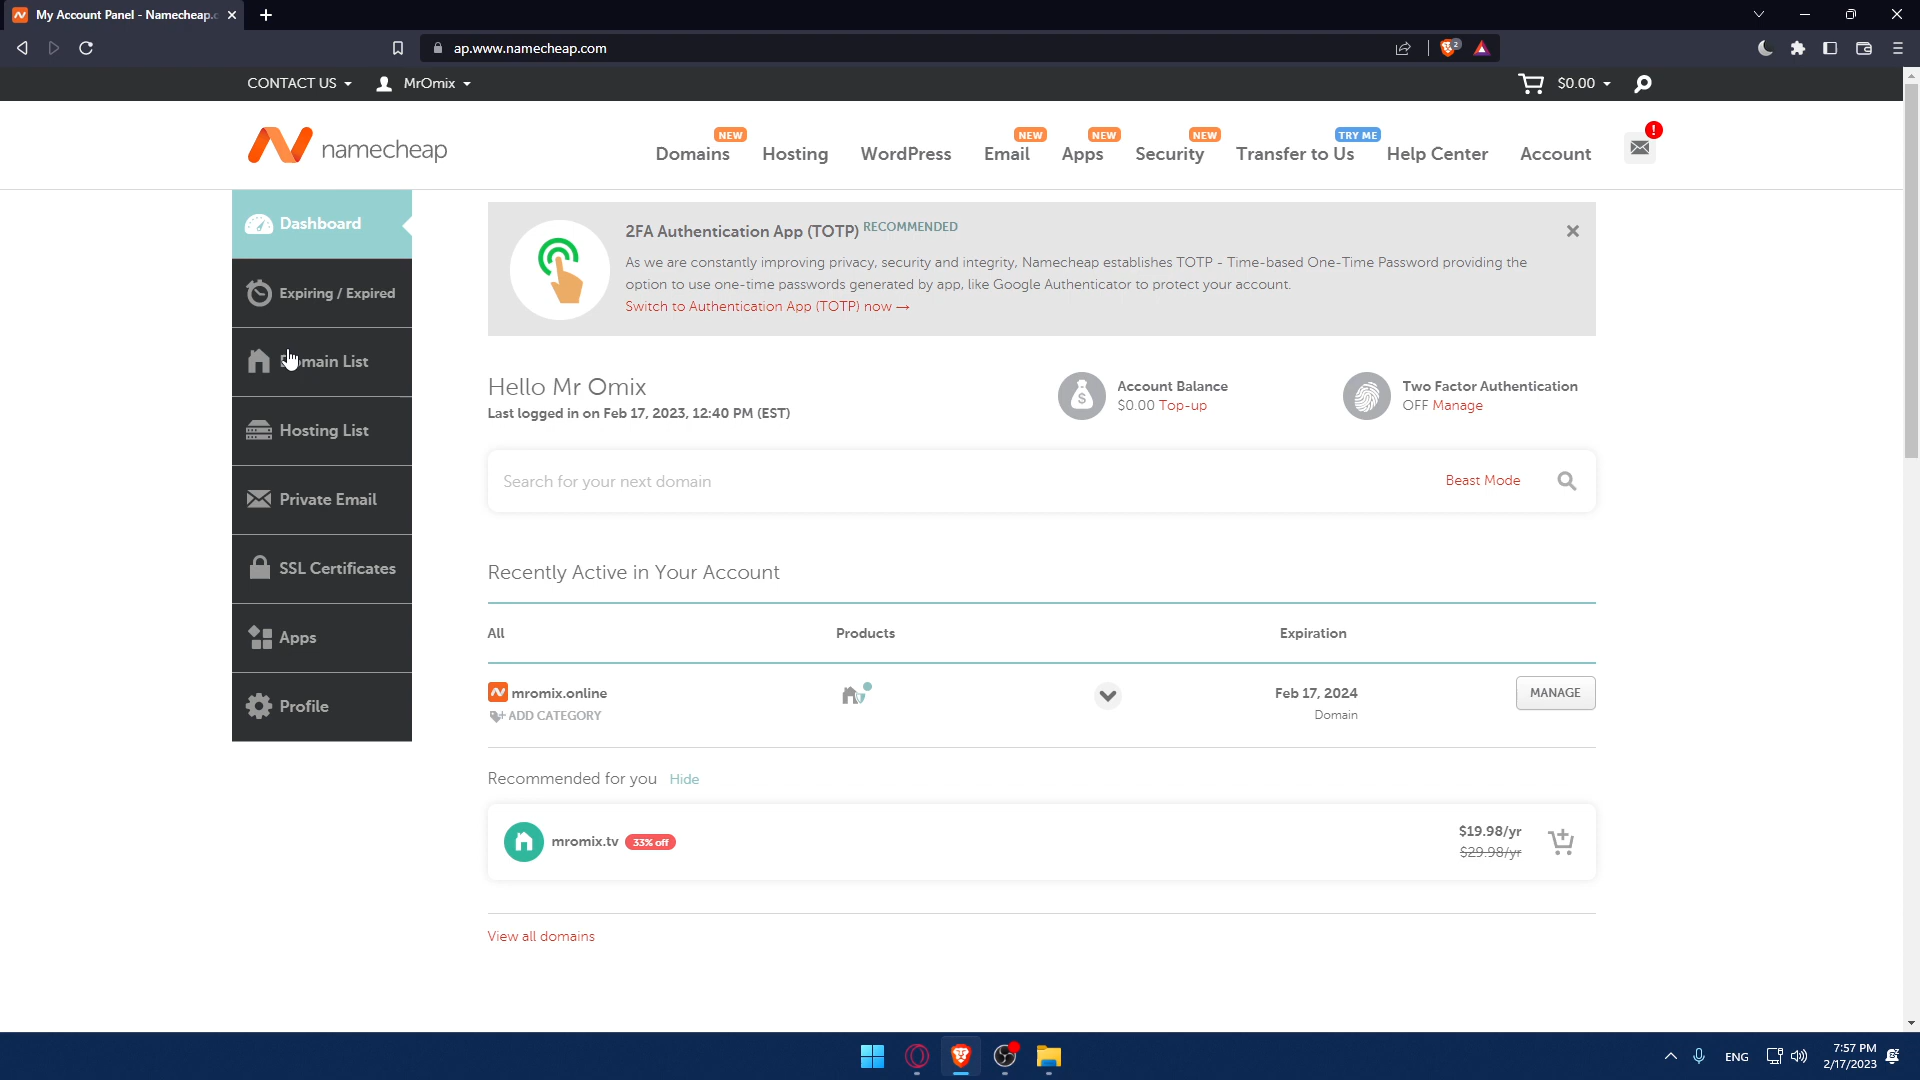 My Account Panel - Namecheap.c
ap.www.namecheap.com
2
CONTACT US
MrOmix
$0.00
namecheap
NEW
NEW
NEW
NEW
TRY ME
!
Domains
Hosting
WordPress
Email
Apps
Security
Transfer to Us
Help Center
Account
Dashboard
Expiring / Expired
Domain List
Hosting List
Private Email
SSL Certificates
Apps
Profile
2FA Authentication App (TOTP) RECOMMENDED
As we are constantly improving privacy, security and integrity, Namecheap establishes TOTP - Time-based One-Time Password providing the
option to use one-time passwords generated by app, like Google Authenticator to protect your account.
Switch to Authentication App (TOTP) now →
Hello Mr Omix
Last logged in on Feb 17, 2023, 12:40 PM (EST)
$
Account Balance
$0.00 Top-up
Two Factor Authentication
OFF Manage
Search for your next domain
Beast Mode
Recently Active in Your Account
All
Products
Expiration
mromix.online
ADD CATEGORY
Feb 17, 2024
Domain
MANAGE
Recommended for you Hide
mromix.tv 33% off
$19.98/yr
$29.98/yr
View all domains
ENG
7:57 PM
2/17/2023